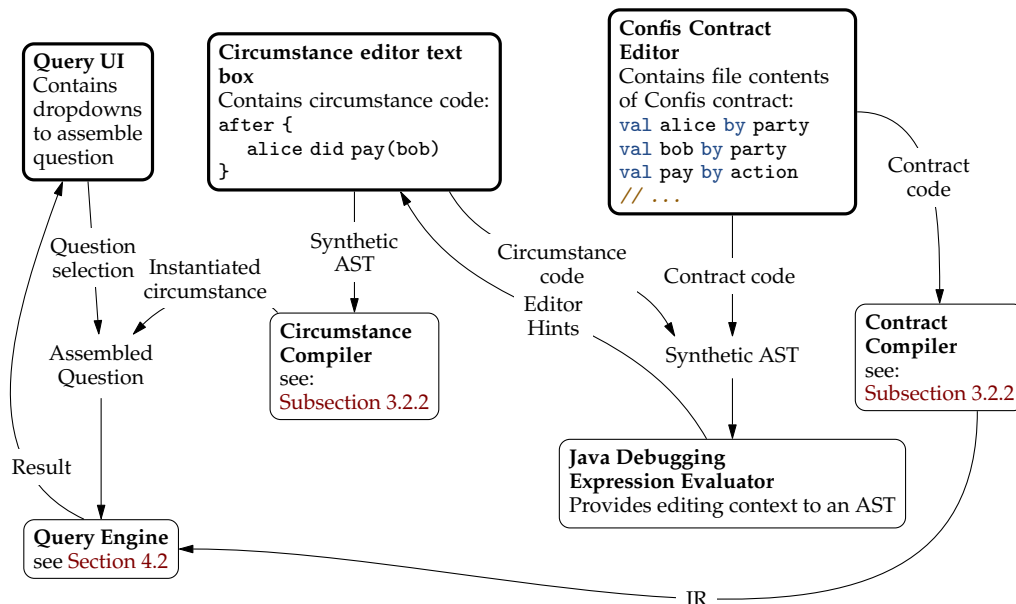 Query UI
Contains
dropdowns
to assemble
question
Circumstance editor text
box
Contains circumstance code:
after {
alice did pay(bob)
}
Confis Contract
Editor
Contains file contents
of Confis contract:
val alice by party
val bob by party
val pay by action
// ...
Contract
code
Question
selection
Instantiated
circumstance
Synthetic
AST
Circumstance
code
Editor
Hints
Contract code
Assembled
Question
Circumstance
Compiler
see:
Subsection 3.2.2
Synthetic AST
Contract
Compiler
see:
Subsection 3.2.2
Result
Java Debugging
Expression Evaluator
Provides editing context to an AST
Query Engine
see Section 4.2
IR